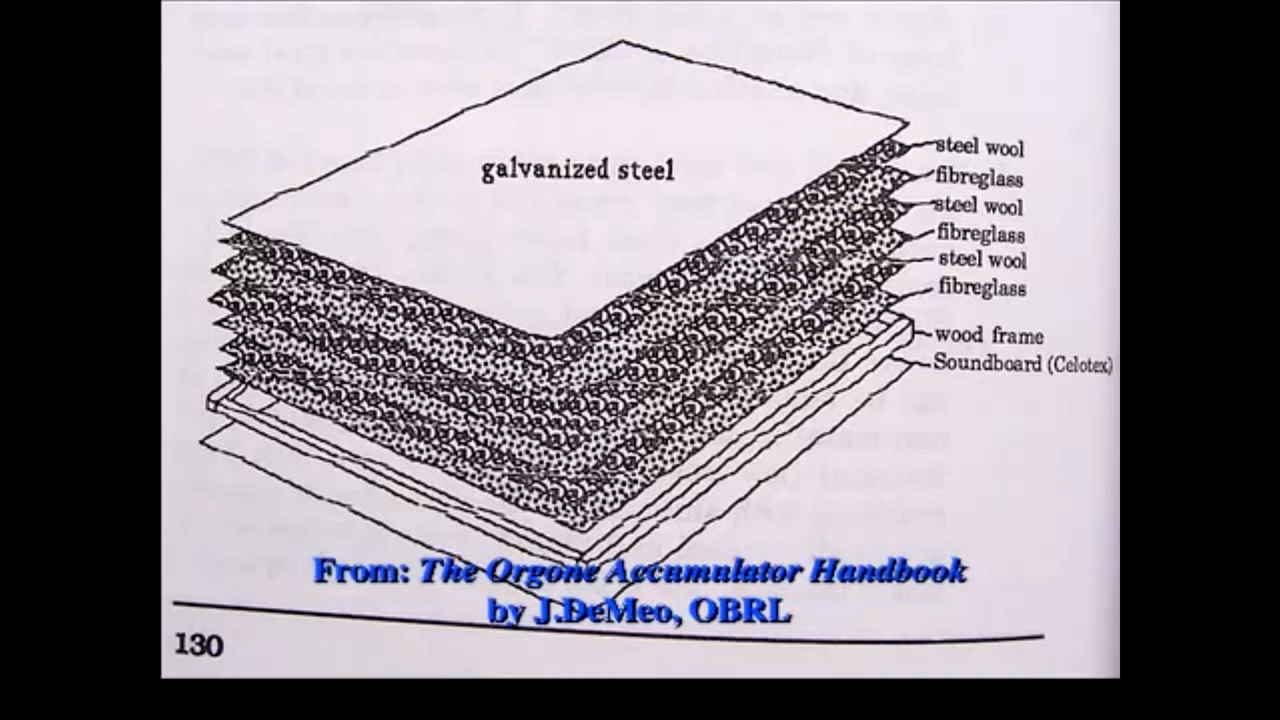 galvanized steel
steel wool
fibreglass
steel wool
fibreglass
steel wool
fibreglass
wood frame
Soundboard (Celotex)
From: The Orgone Accumulator Handbook
by J.DeMeo, OBRL
130